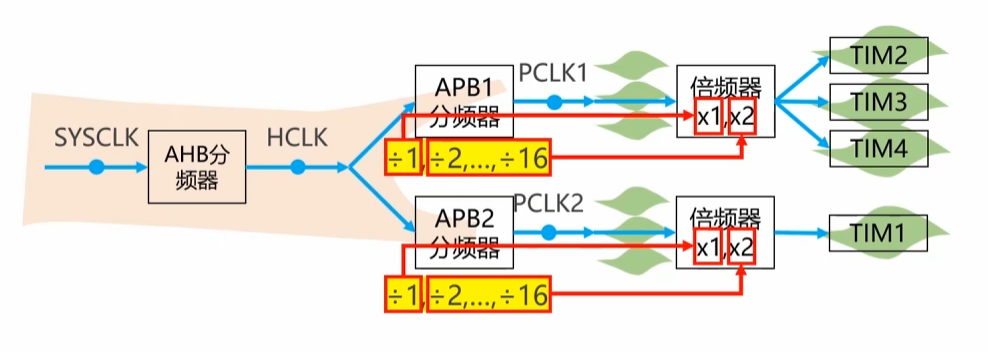 SYSCLK
AHB分
频器
HCLK
APB1
分频器
÷1,÷2,...,÷16
PCLK1
倍频器
x1,x2
TIM2
TIM3
TIM4
APB2
分频器
÷1,÷2,...,÷16
PCLK2
倍频器
x1,x2
TIM1